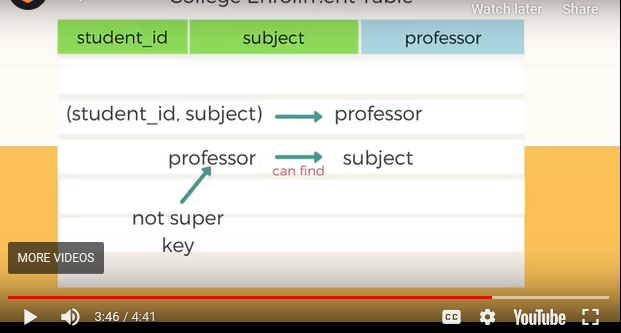 College Enrollment Table
Watch later Share
student_id subject professor
(student_id, subject) professor
professor subject
can find
not super
key
MORE VIDEOS
3:46 / 4:41 CC YouTube